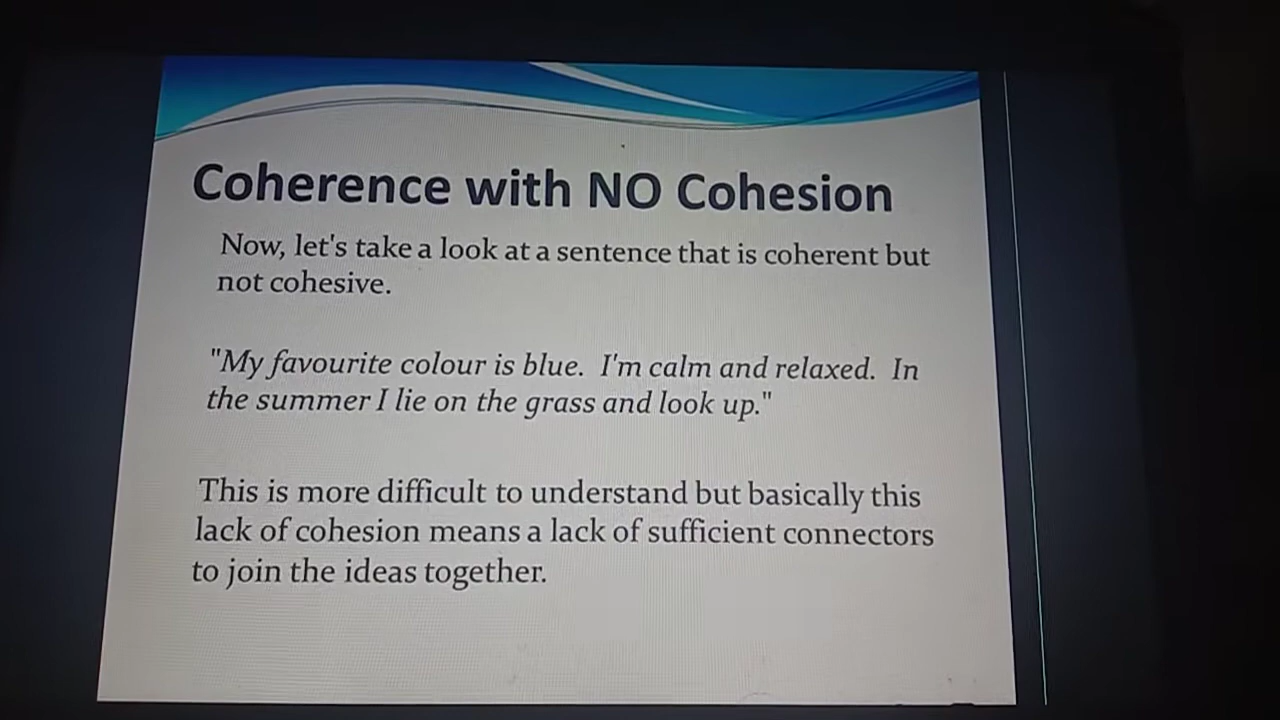 Coherence with NO Cohesion
Now, let's take a look at a sentence that is coherent but
not cohesive.
"My favourite colour is blue.  I'm calm and relaxed.  In
the summer I lie on the grass and look up."
This is more difficult to understand but basically this
lack of cohesion means a lack of sufficient connectors
to join the ideas together.